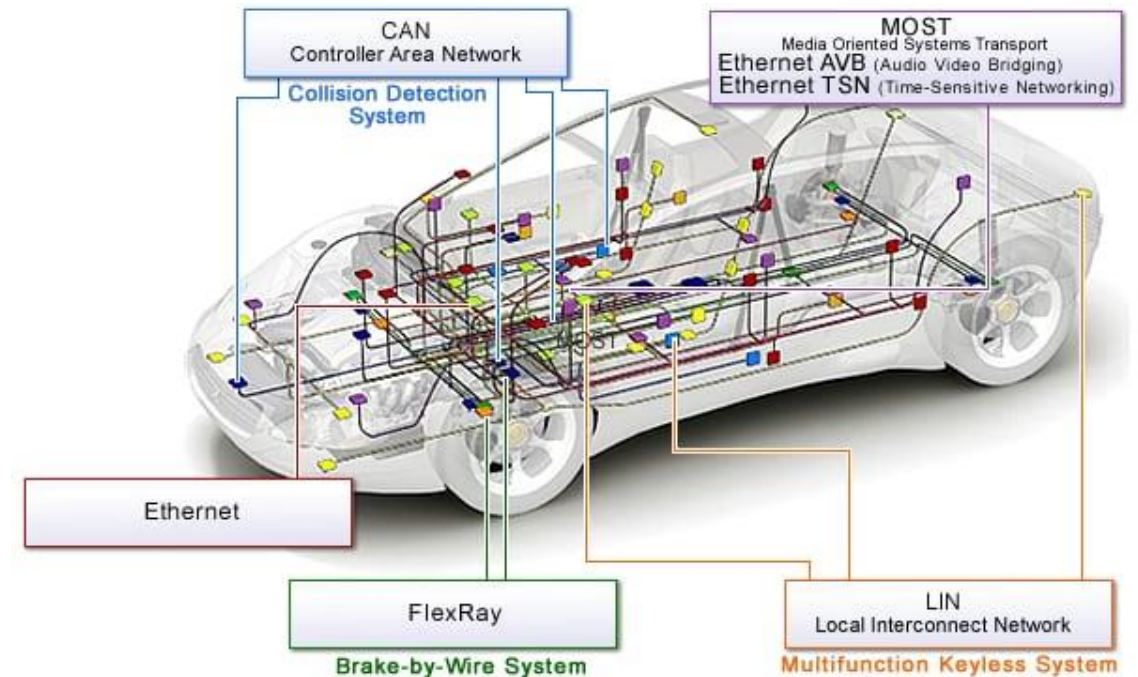 CAN
Controller Area Network
Collision Detection
System
MOST
Media Oriented Systems Transport
Ethernet AVB (Audio Video Bridging)
Ethernet TSN (Time-Sensitive Networking)
MOST
Ethernet
FlexRay
Brake-by-Wire System
LIN
Local Interconnect Network
Multifunction Keyless System